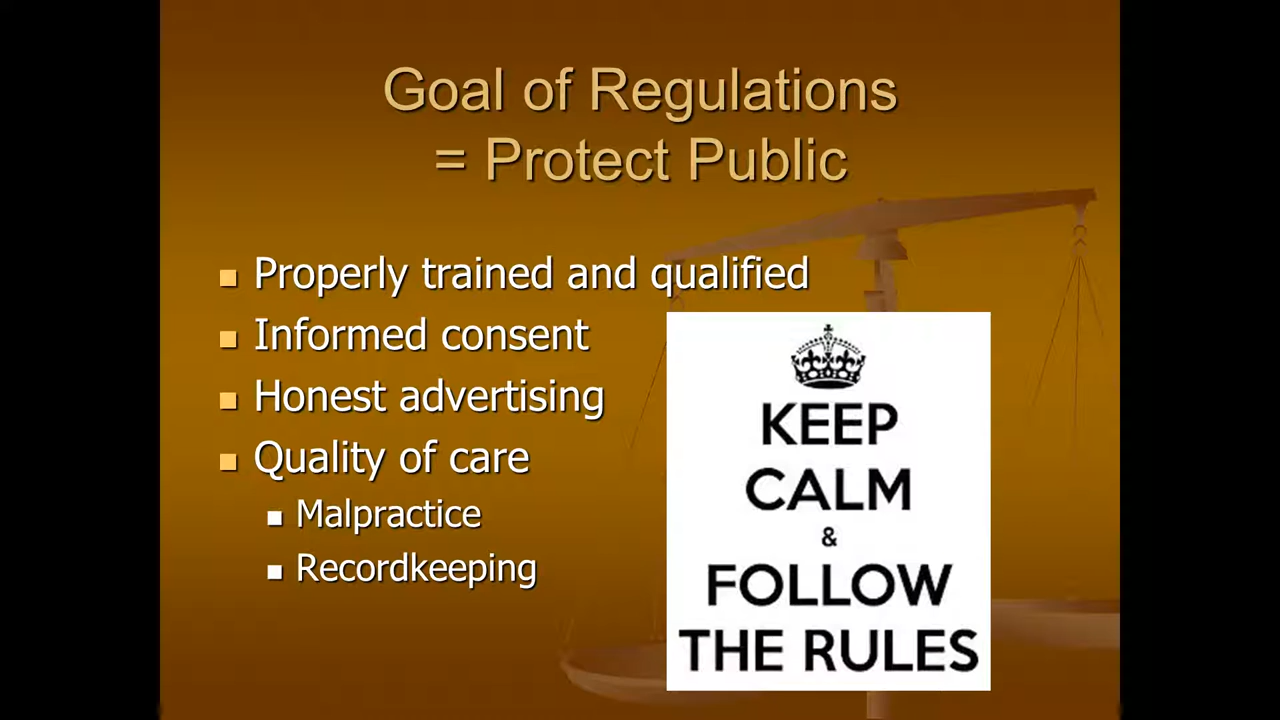 Goal of Regulations
= Protect Public
Properly trained and qualified
Informed consent
Honest advertising
Quality of care
Malpractice
Recordkeeping
KEEP
CALM
&
FOLLOW
THE RULES